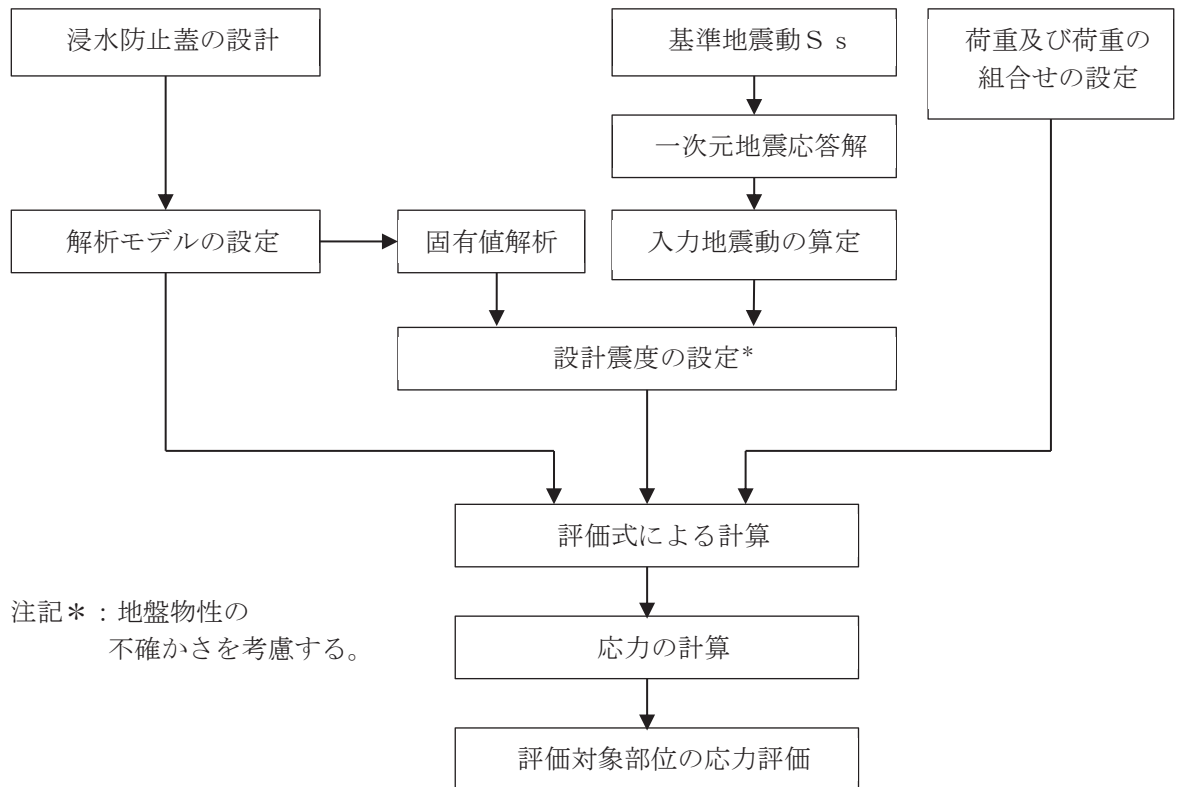 浸水防止蓋の設計
基準地震動Ｓｓ
荷重及び荷重の
組合せの設定
一次元地震応答解
解析モデルの設定
固有値解析
入力地震動の算定
設計震度の設定*
評価式による計算
注記＊：地盤物性の
不確かさを考慮する。
応力の計算
評価対象部位の応力評価